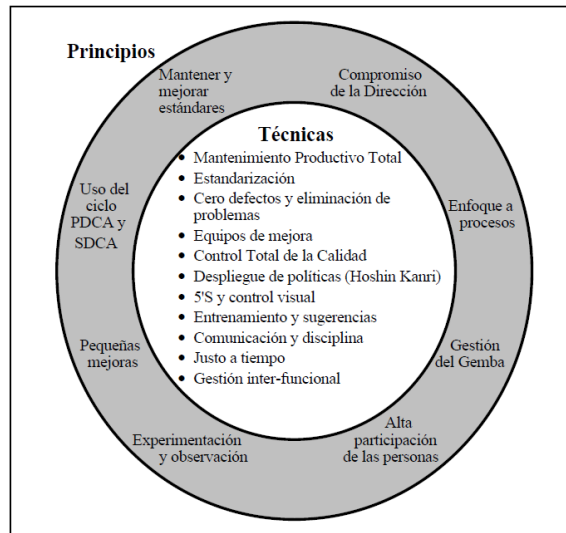 Principios
Mantener y
mejorar
estándares
Compromiso
de la Dirección
Técnicas
• Mantenimiento Productivo Total
• Estandarización
• Cero defectos y eliminación de
problemas
• Equipos de mejora
• Control Total de la Calidad
• Despliegue de políticas (Hoshin Kanri)
• 5'S y control visual
• Entrenamiento y sugerencias
• Comunicación y disciplina
• Justo a tiempo
• Gestión inter-funcional
Uso del
ciclo
PDCA y
SDCA
Enfoque a
procesos
Pequeñas
mejoras
Gestión
del Gemba
Experimentación
y observación
Alta
participación
de las personas